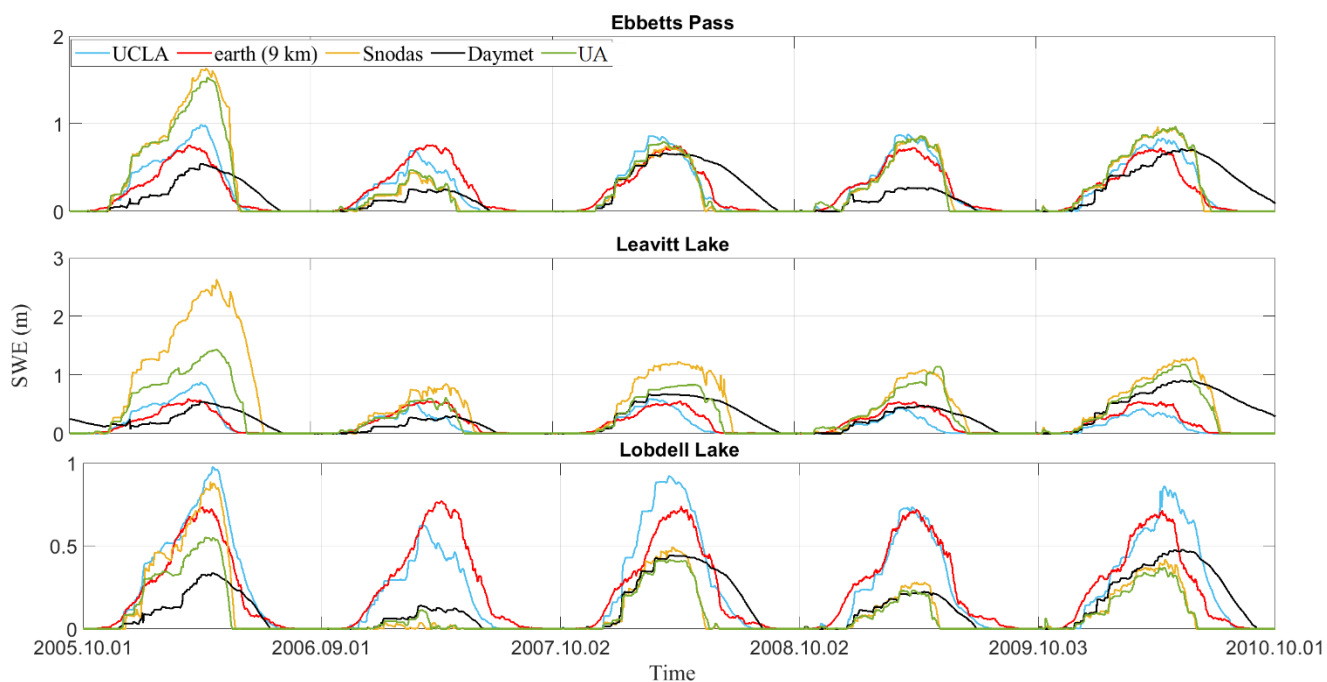 Ebbetts Pass
2
UCLA earth (9 km) Snodas Daymet UA
1
0
Leavitt Lake
3
2
1
0
SWE (m)
Lobdell Lake
1
0.5
0
2005.10.01 2006.09.01 2007.10.02 2008.10.02 2009.10.03 2010.10.01
Time